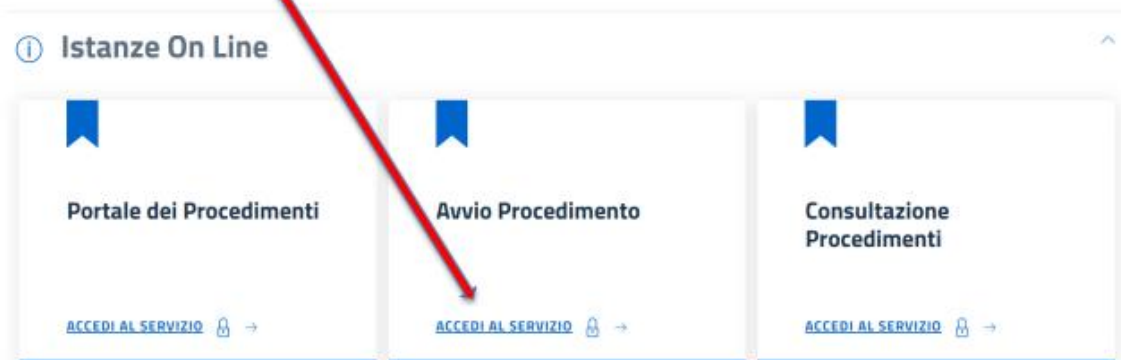 Istanze On Line
Portale dei Procedimenti
Avvio Procedimento
Consultazione
Procedimenti
ACCEDI AL SERVIZIO →
ACCEDI AL SERVIZIO →
ACCEDI AL SERVIZIO →